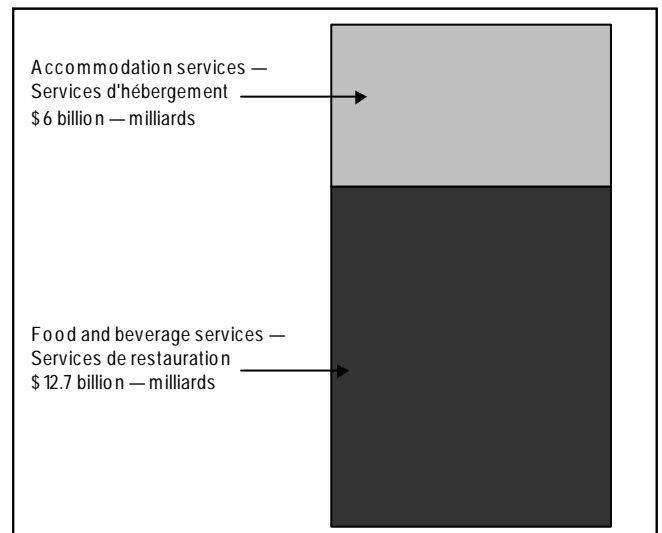 Accommodation services —
Services d'hébergement
$6 billion — milliards
Food and beverage services —
Services de restauration
$12.7 billion — milliards